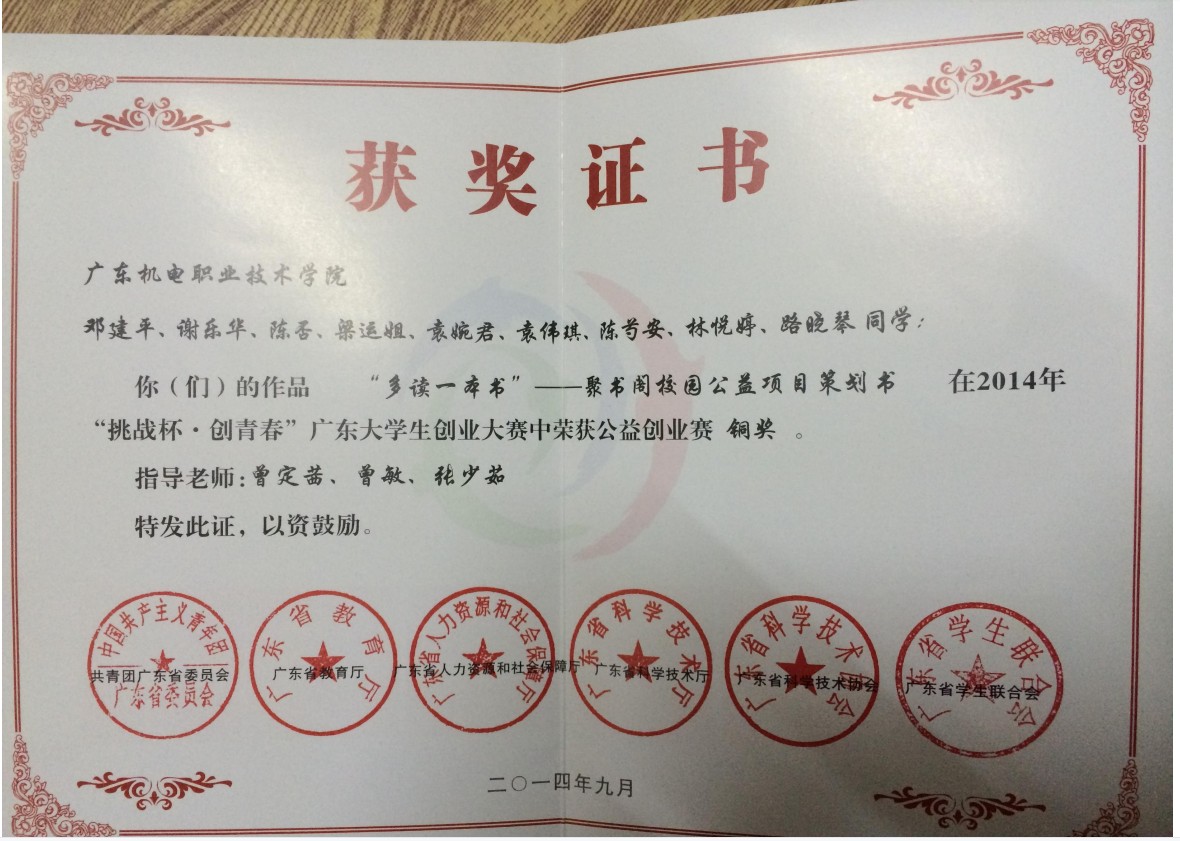 获奖证书
广东机电职业技术学院
邓建平、谢乐华、陈杏、梁运姐、袁婉君、袁伟琪、陈芍安、林悦婷、路晓琴同学：
你（们）的作品 “多读一本书”——聚书阁校园公益项目策划书 在2014年
“挑战杯·创青春”广东大学生创业大赛中荣获公益创业赛 铜奖 。
指导老师：曾定茜、曾敏、张少茹
特发此证，以资鼓励。
中国共产主义青年团
广东省委员会
共青团广东省委员会
广东省教育厅
广东省教育厅
广东省人力资源和社会保障厅
广东省人力资源和社会保障厅
广东省科学技术厅
广东省科学技术厅
广东省科学技术协会
广东省科学技术协会
广东省学生联合会
广东省学生联合会
二〇一四年九月